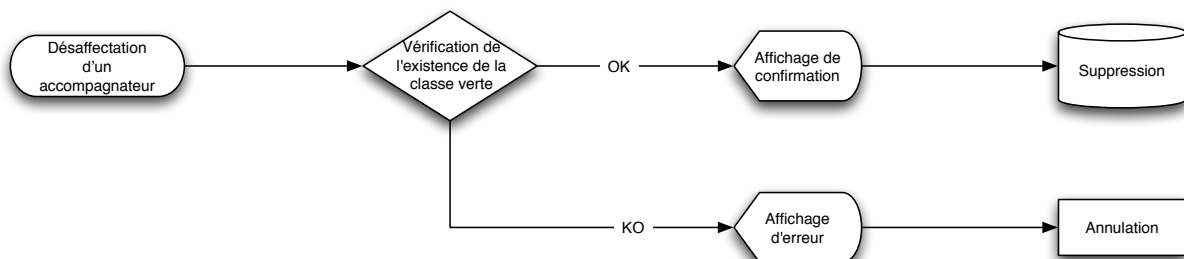 Désaffectation
d'un
accompagnateur
Vérification de
l'existence de la
classe verte
OK
Affichage de
confirmation
Suppression
KO
Affichage
d'erreur
Annulation